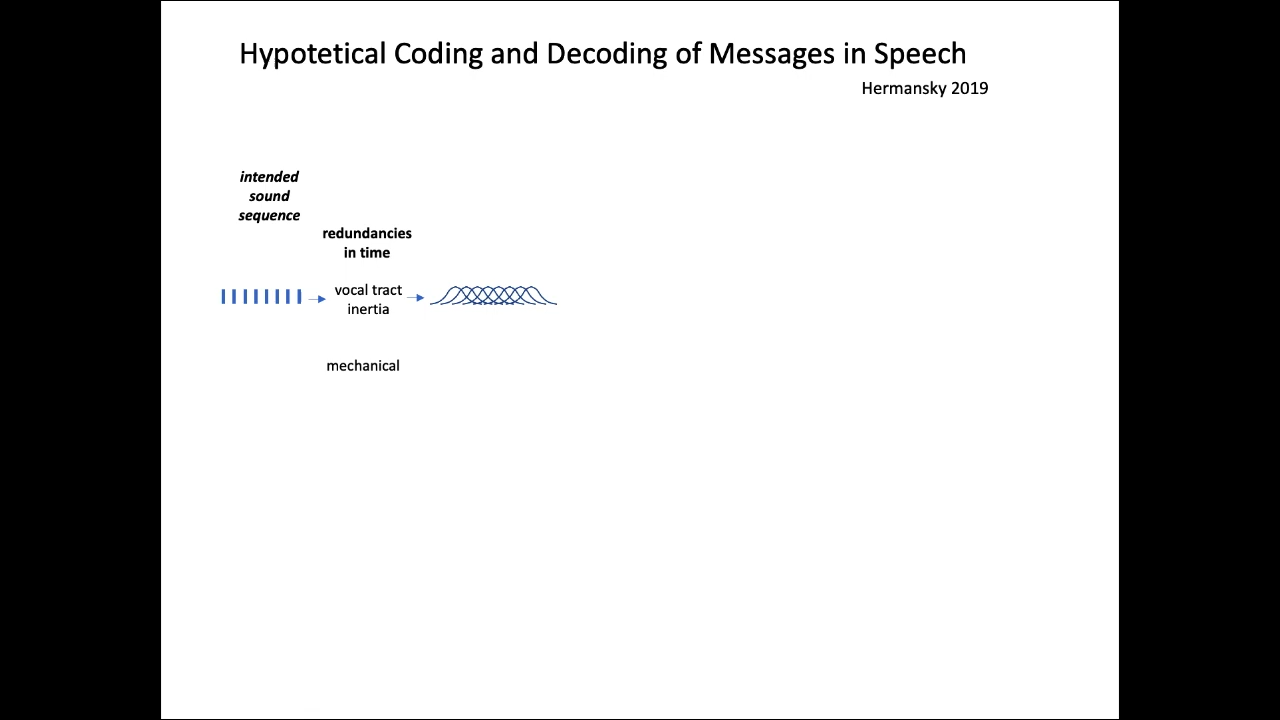 Hypotetical Coding and Decoding of Messages in Speech
Hermansky 2019
intended
sound
sequence
redundancies
in time
vocal tract
inertia
mechanical